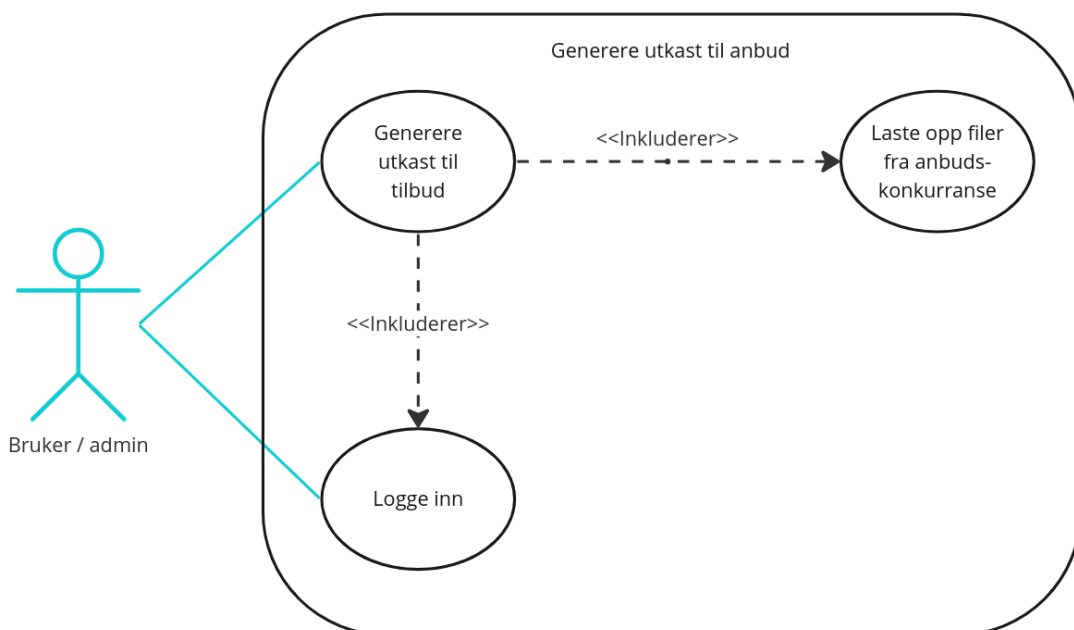 Generere utkast til anbud
Generere
utkast til
tilbud
<<Inkluderer>>
Laste opp filer
fra anbuds-
konkurranse
<<Inkluderer>>
Bruker / admin
Logge inn